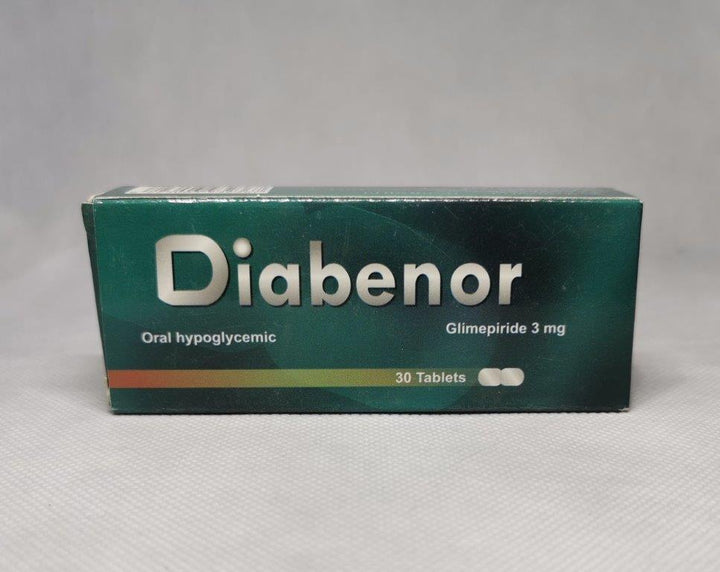 Diabenor
Oral hypoglycemic
Glimepiride 3 mg
30 Tablets